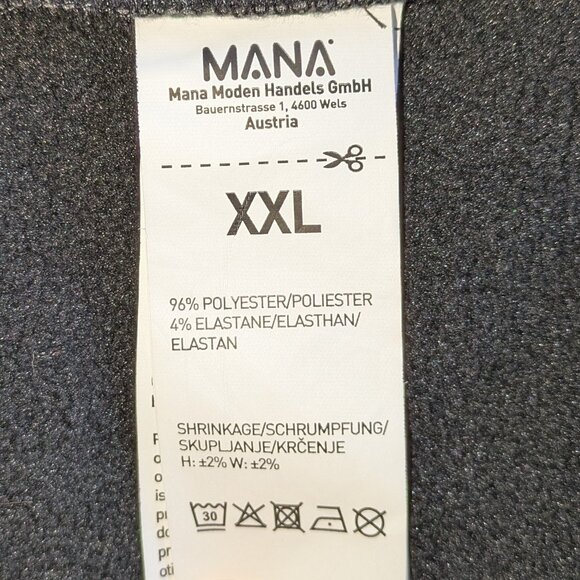 MANA
Mana Moden Handels GmbH
Bauernstrasse 1, 4600 Wels
Austria
XXL
96% POLYESTER/POLIESTER
4% ELASTANE/ELASTHAN/
ELASTAN
SHRINKAGE/SCHRUMPFUNG/
SKUPLJANJE/KRČENJE
H: ±2% W: ±2%
30